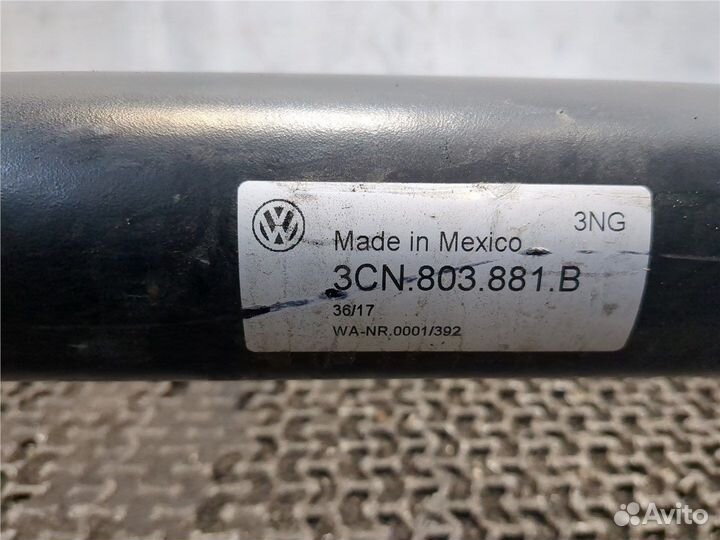 3NG
Made in Mexico
3CN.803.881.B
36/17
WA-NR.0001/392
Avito